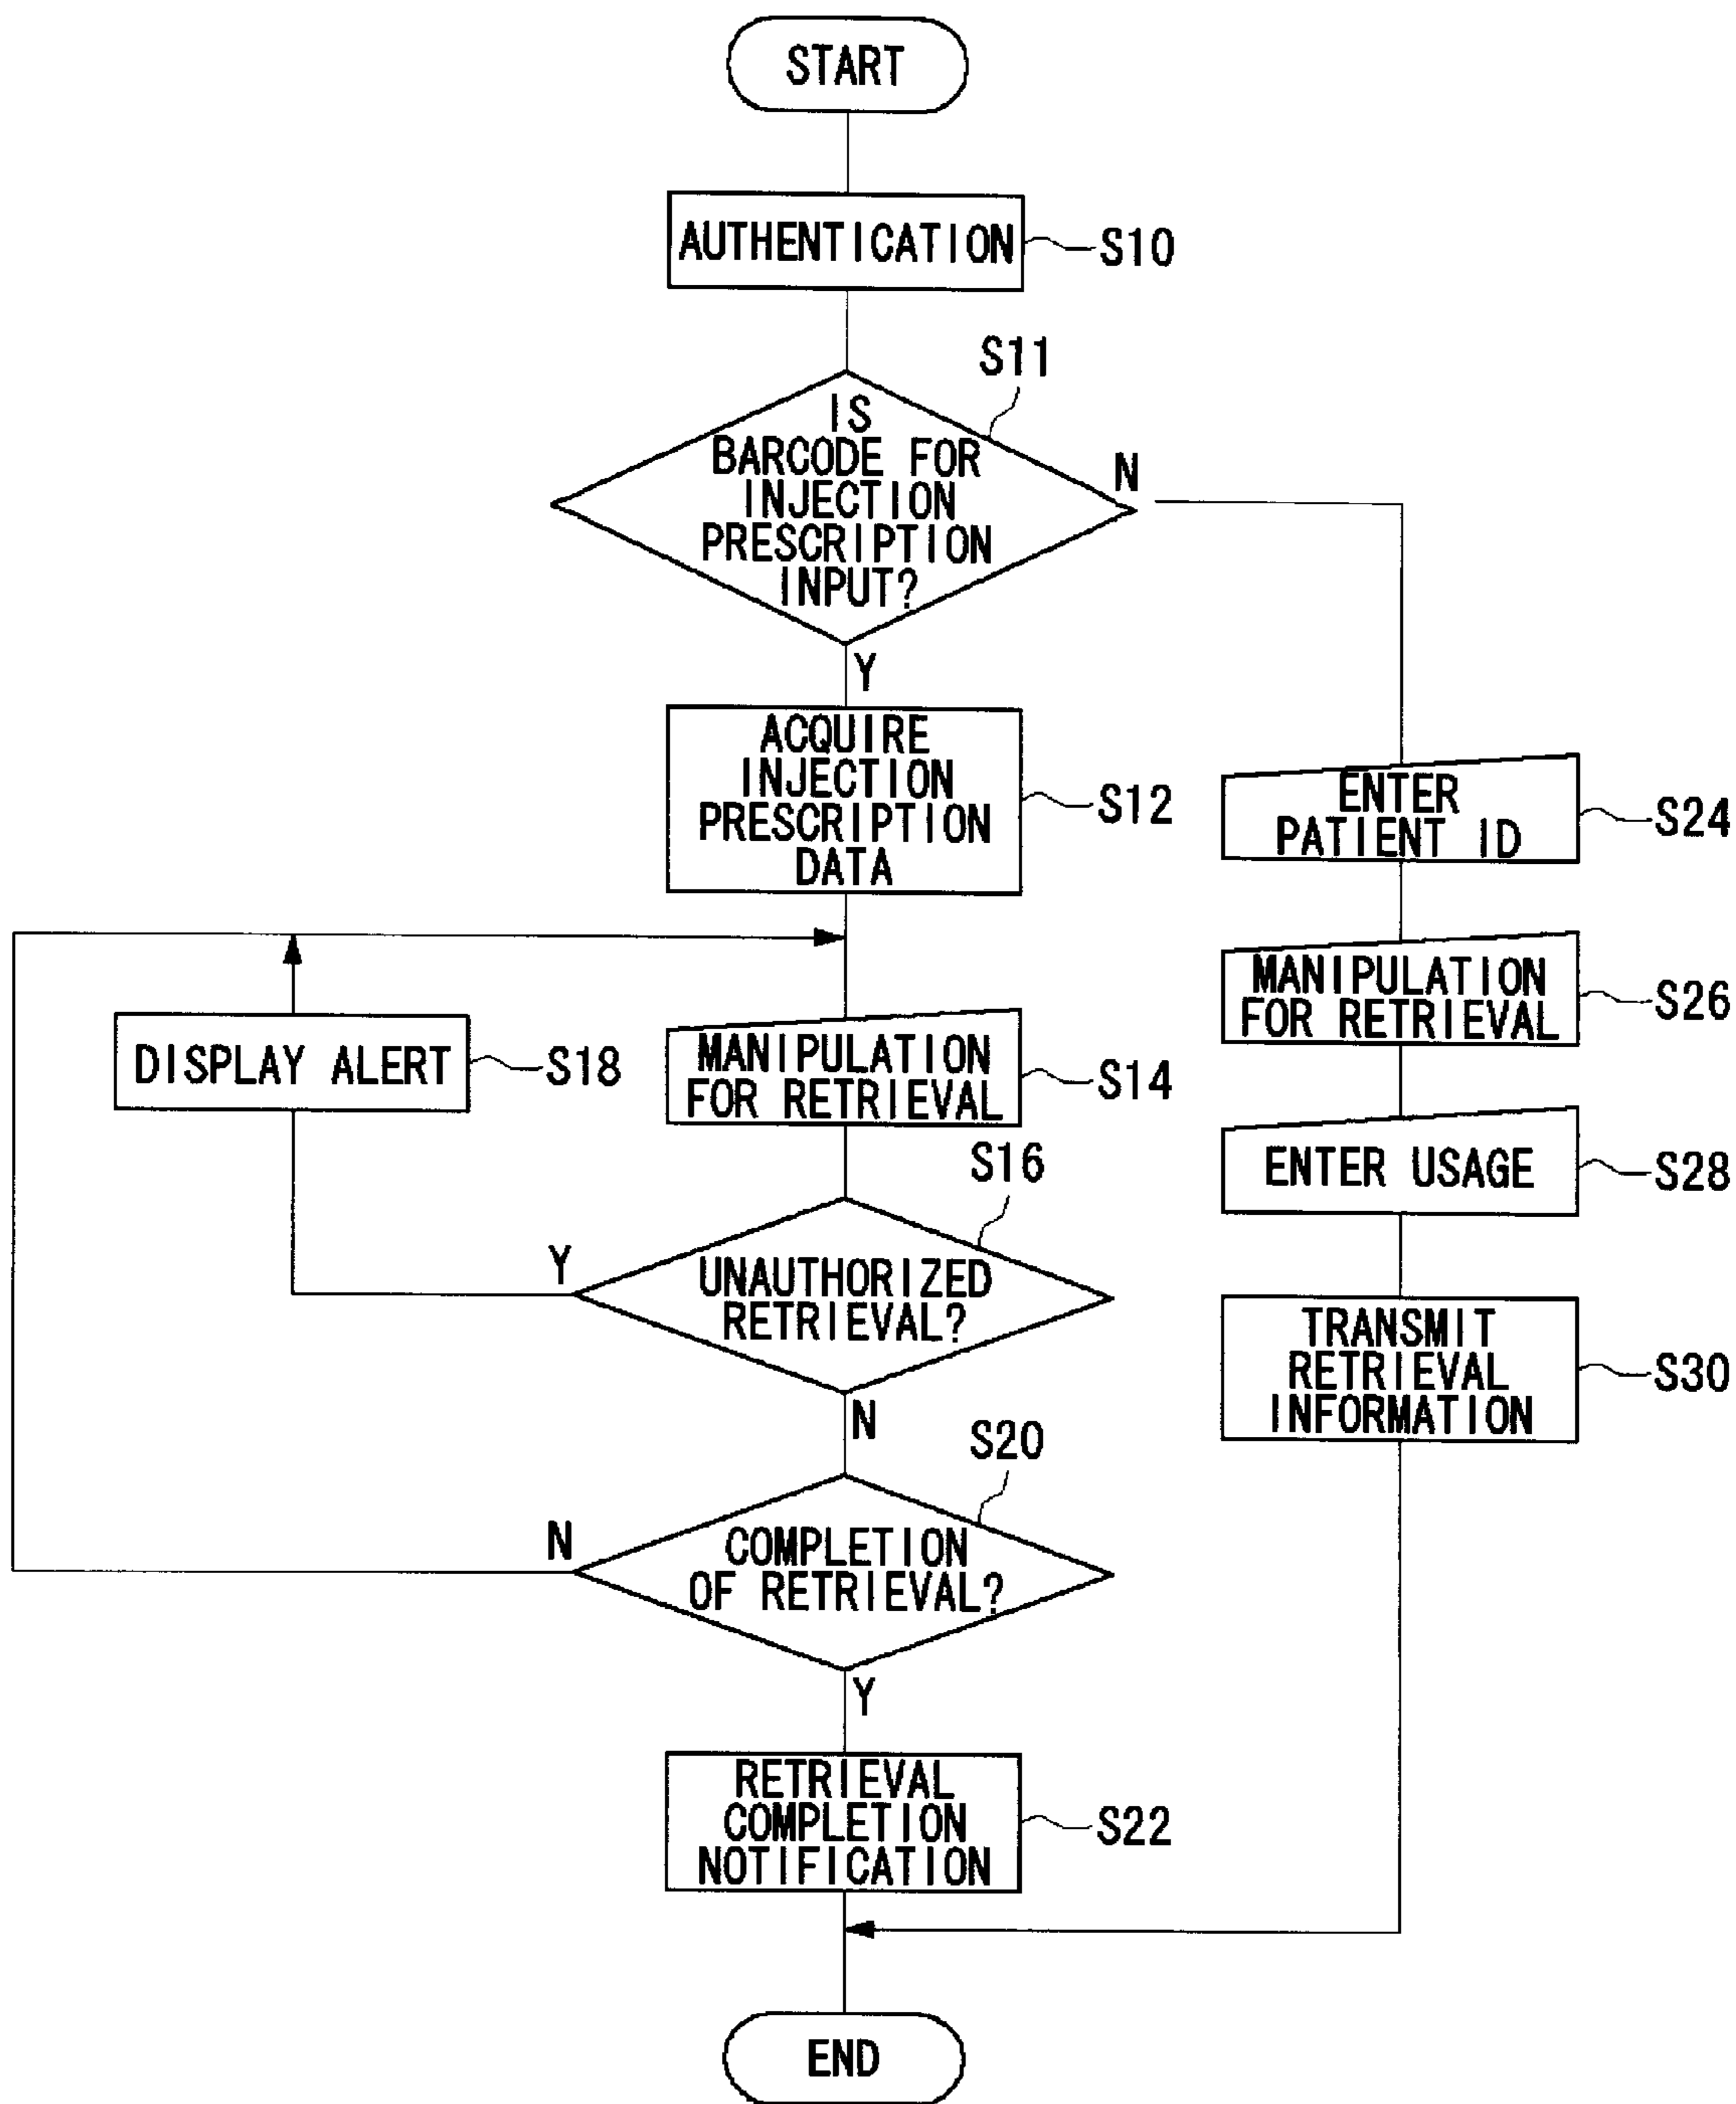 START
AUTHENTICATION
S10
S11
IS
BARCODE FOR
INJECTION
PRESCRIPTION
INPUT?
N
Y
ACQUIRE
INJECTION
PRESCRIPTION
DATA
S12
ENTER
PATIENT ID
S24
MANIPULATION
FOR RETRIEVAL
S26
DISPLAY ALERT
S18
MANIPULATION
FOR RETRIEVAL
S14
ENTER USAGE
S28
S16
Y
UNAUTHORIZED
RETRIEVAL?
N
TRANSMIT
RETRIEVAL
INFORMATION
S30
S20
N
COMPLETION
OF RETRIEVAL?
Y
RETRIEVAL
COMPLETION
NOTIFICATION
S22
END